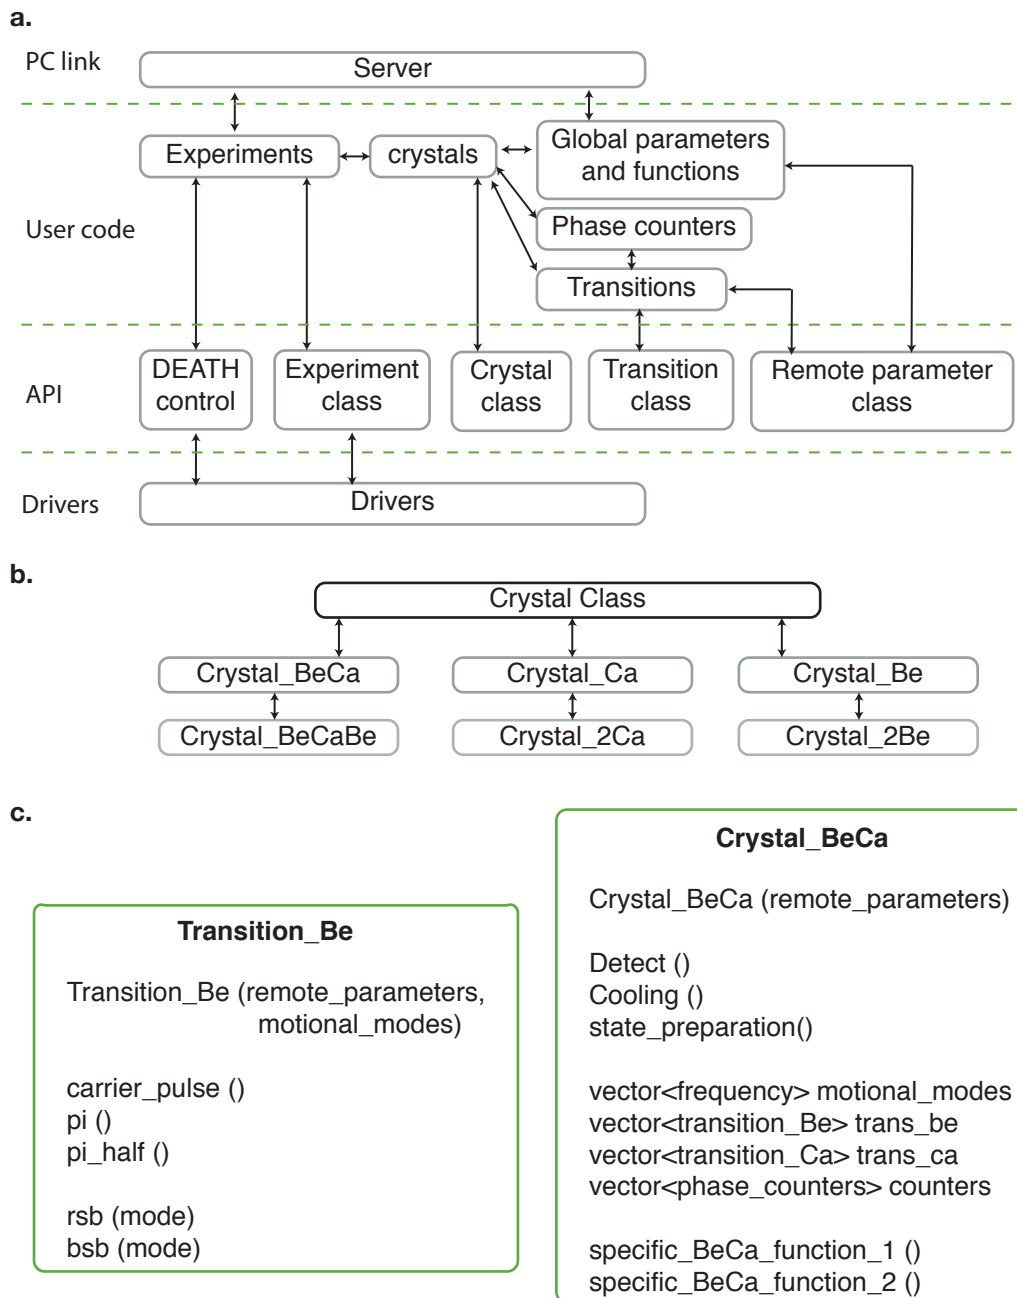 a.
PC link
Server
Experiments
crystals
Global parameters
and functions
User code
Phase counters
Transitions
API
DEATH
control
Experiment
class
Crystal
class
Transition
class
Remote parameter
class
Drivers
Drivers
b.
Crystal Class
Crystal_BeCa
Crystal_Ca
Crystal_Be
Crystal_BeCaBe
Crystal_2Ca
Crystal_2Be
c.
Transition_Be
Transition_Be (remote_parameters,
motional_modes)
carrier_pulse ()
pi ()
pi_half ()
rsb (mode)
bsb (mode)
Crystal_BeCa
Crystal_BeCa (remote_parameters)
Detect ()
Cooling ()
state_preparation()
vector<frequency> motional_modes
vector<transition_Be> trans_be
vector<transition_Ca> trans_ca
vector<phase_counters> counters
specific_BeCa_function_1 ()
specific_BeCa_function_2 ()